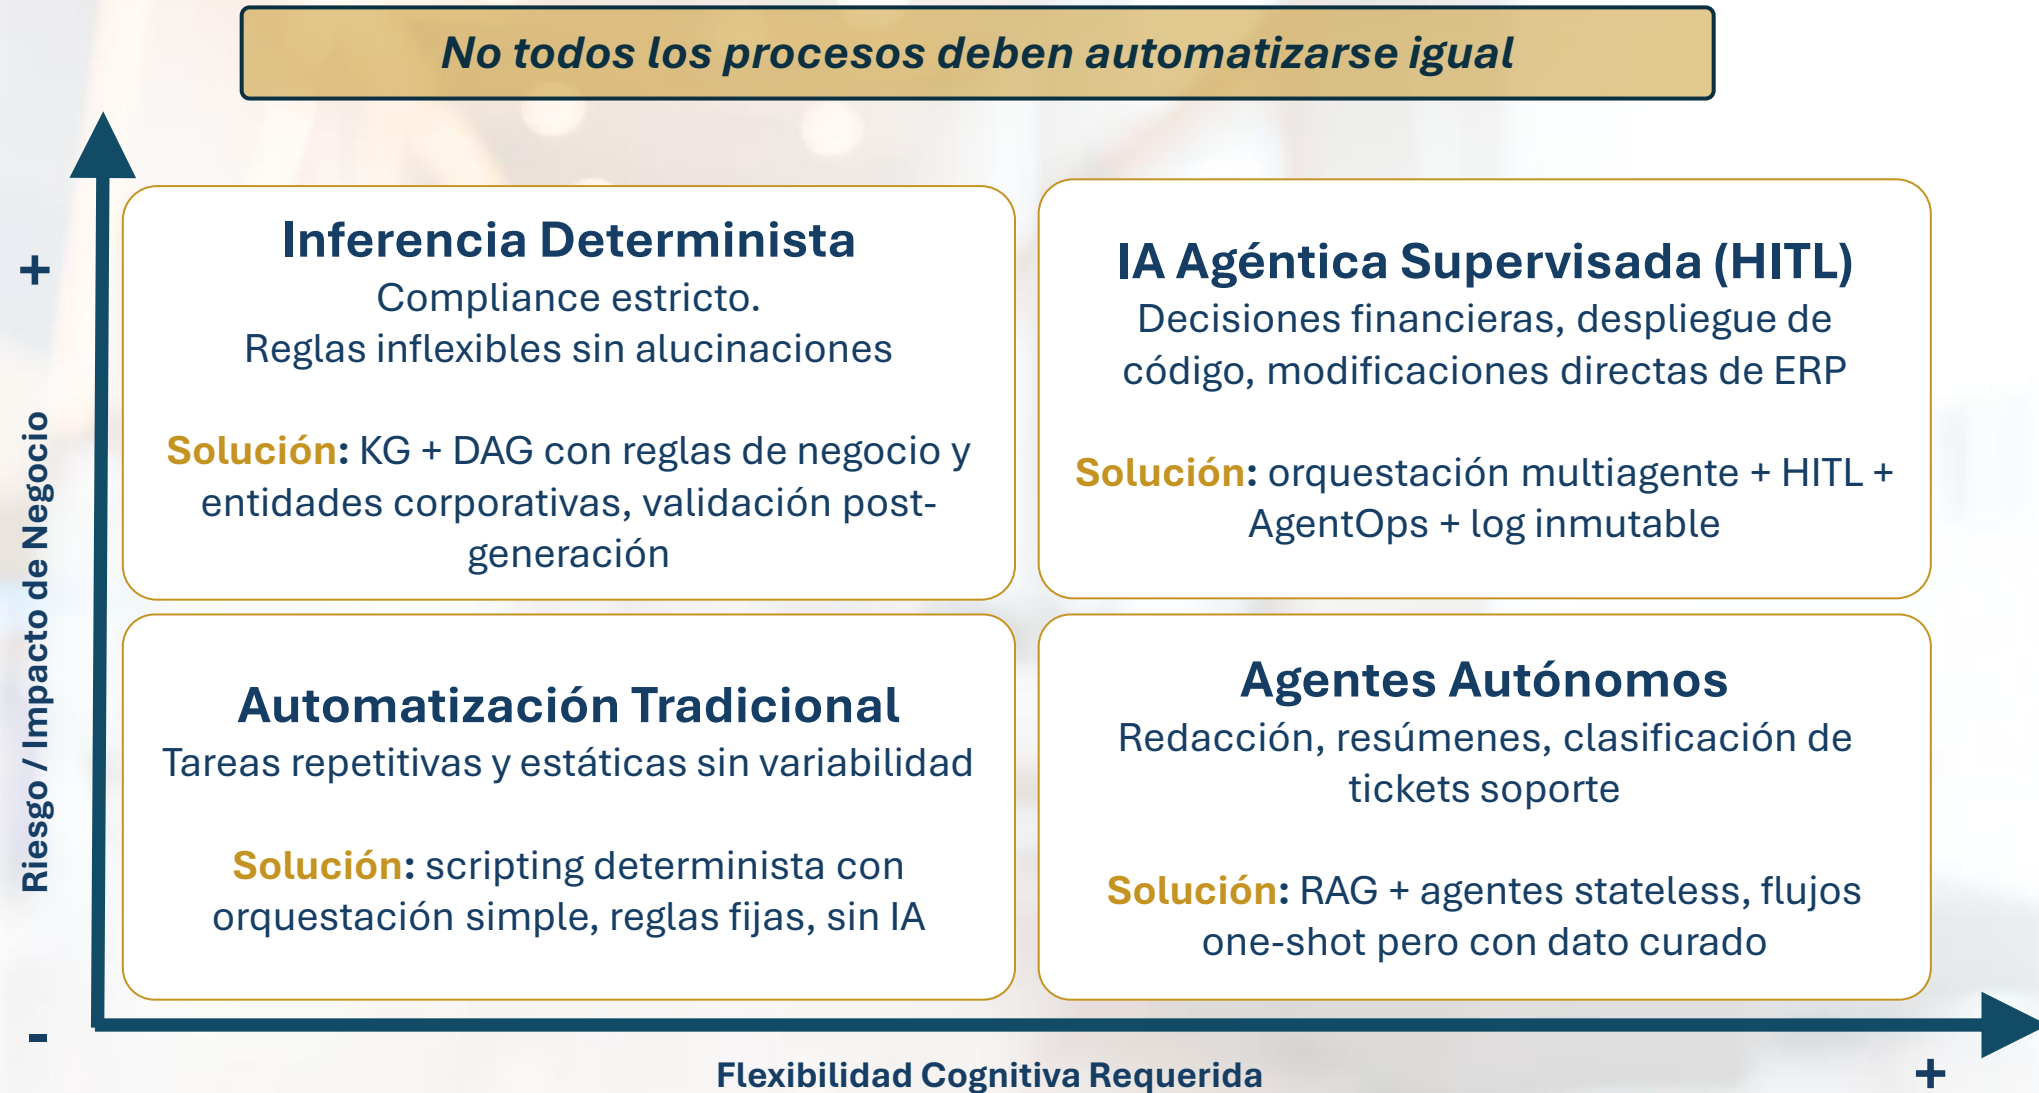 No todos los procesos deben automatizarse igual
+
Riesgo / Impacto de Negocio
-
Inferencia Determinista
Compliance estricto.
Reglas inflexibles sin alucinaciones
Solución: KG + DAG con reglas de negocio y
entidades corporativas, validación post-
generación
IA Agéntica Supervisada (HITL)
Decisiones financieras, despliegue de
código, modificaciones directas de ERP
Solución: orquestación multiagente + HITL +
AgentOps + log inmutable
Automatización Tradicional
Tareas repetitivas y estáticas sin variabilidad
Solución: scripting determinista con
orquestación simple, reglas fijas, sin IA
Agentes Autónomos
Redacción, resúmenes, clasificación de
tickets soporte
Solución: RAG + agentes stateless, flujos
one-shot pero con dato curado
Flexibilidad Cognitiva Requerida
+